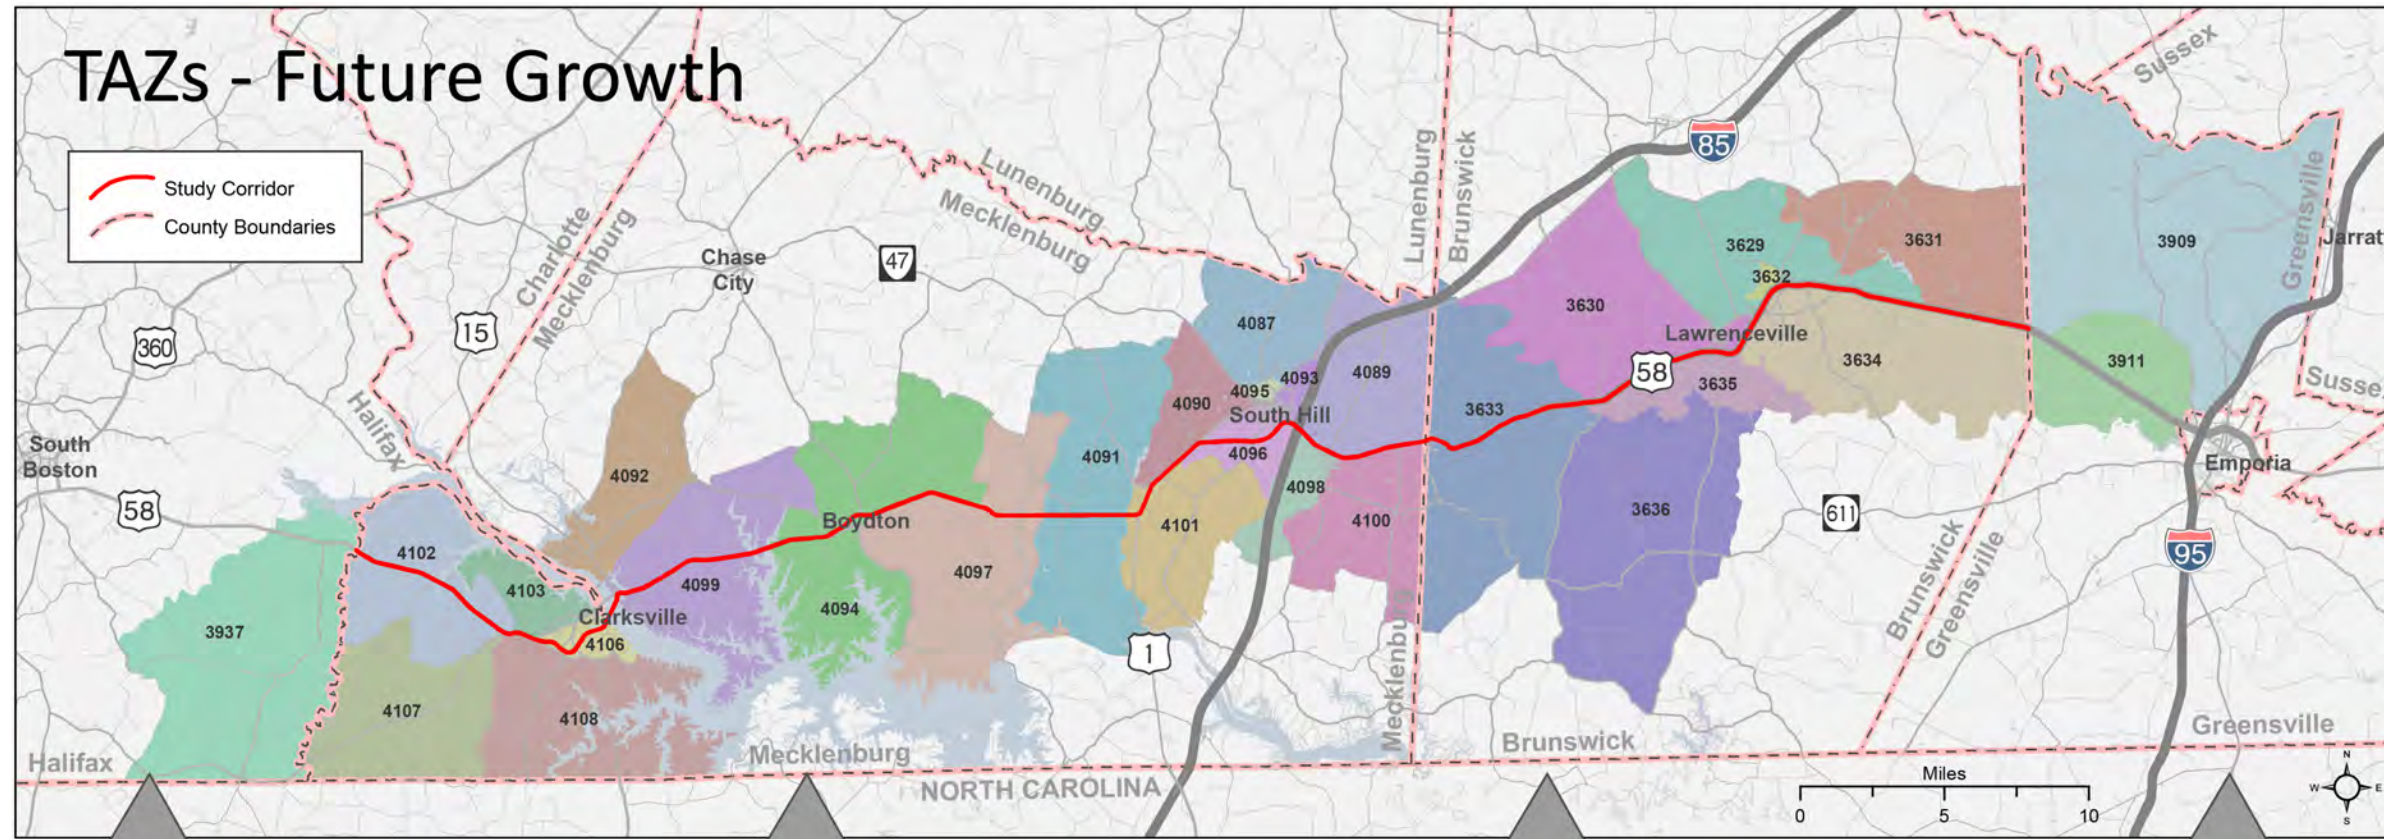 TAZs - Future Growth
Study Corridor
County Boundaries
Sussex
85
Lunenburg
Mecklenburg
Lunenburg
Brunswick
Charlotte
Mecklenburg
Chase
City
47
15
360
3629
3631
3909
Greensville
Jarrat
3632
4087
3630
Lawrenceville
58
3634
3911
4093
4089
4095
4090
South Hill
3633
3635
Sussex
Halifax
South
Boston
58
4092
4091
4096
4098
Emporia
Boydton
4101
4100
3636
611
95
4102
4103
4099
4097
4094
Clarksville
4106
3937
1
Mecklenburg
Brunswick
Greensville
4107
4108
Halifax
Mecklenburg
Brunswick
Greensville
NORTH CAROLINA
Miles
0
5
10
N
W
E
S